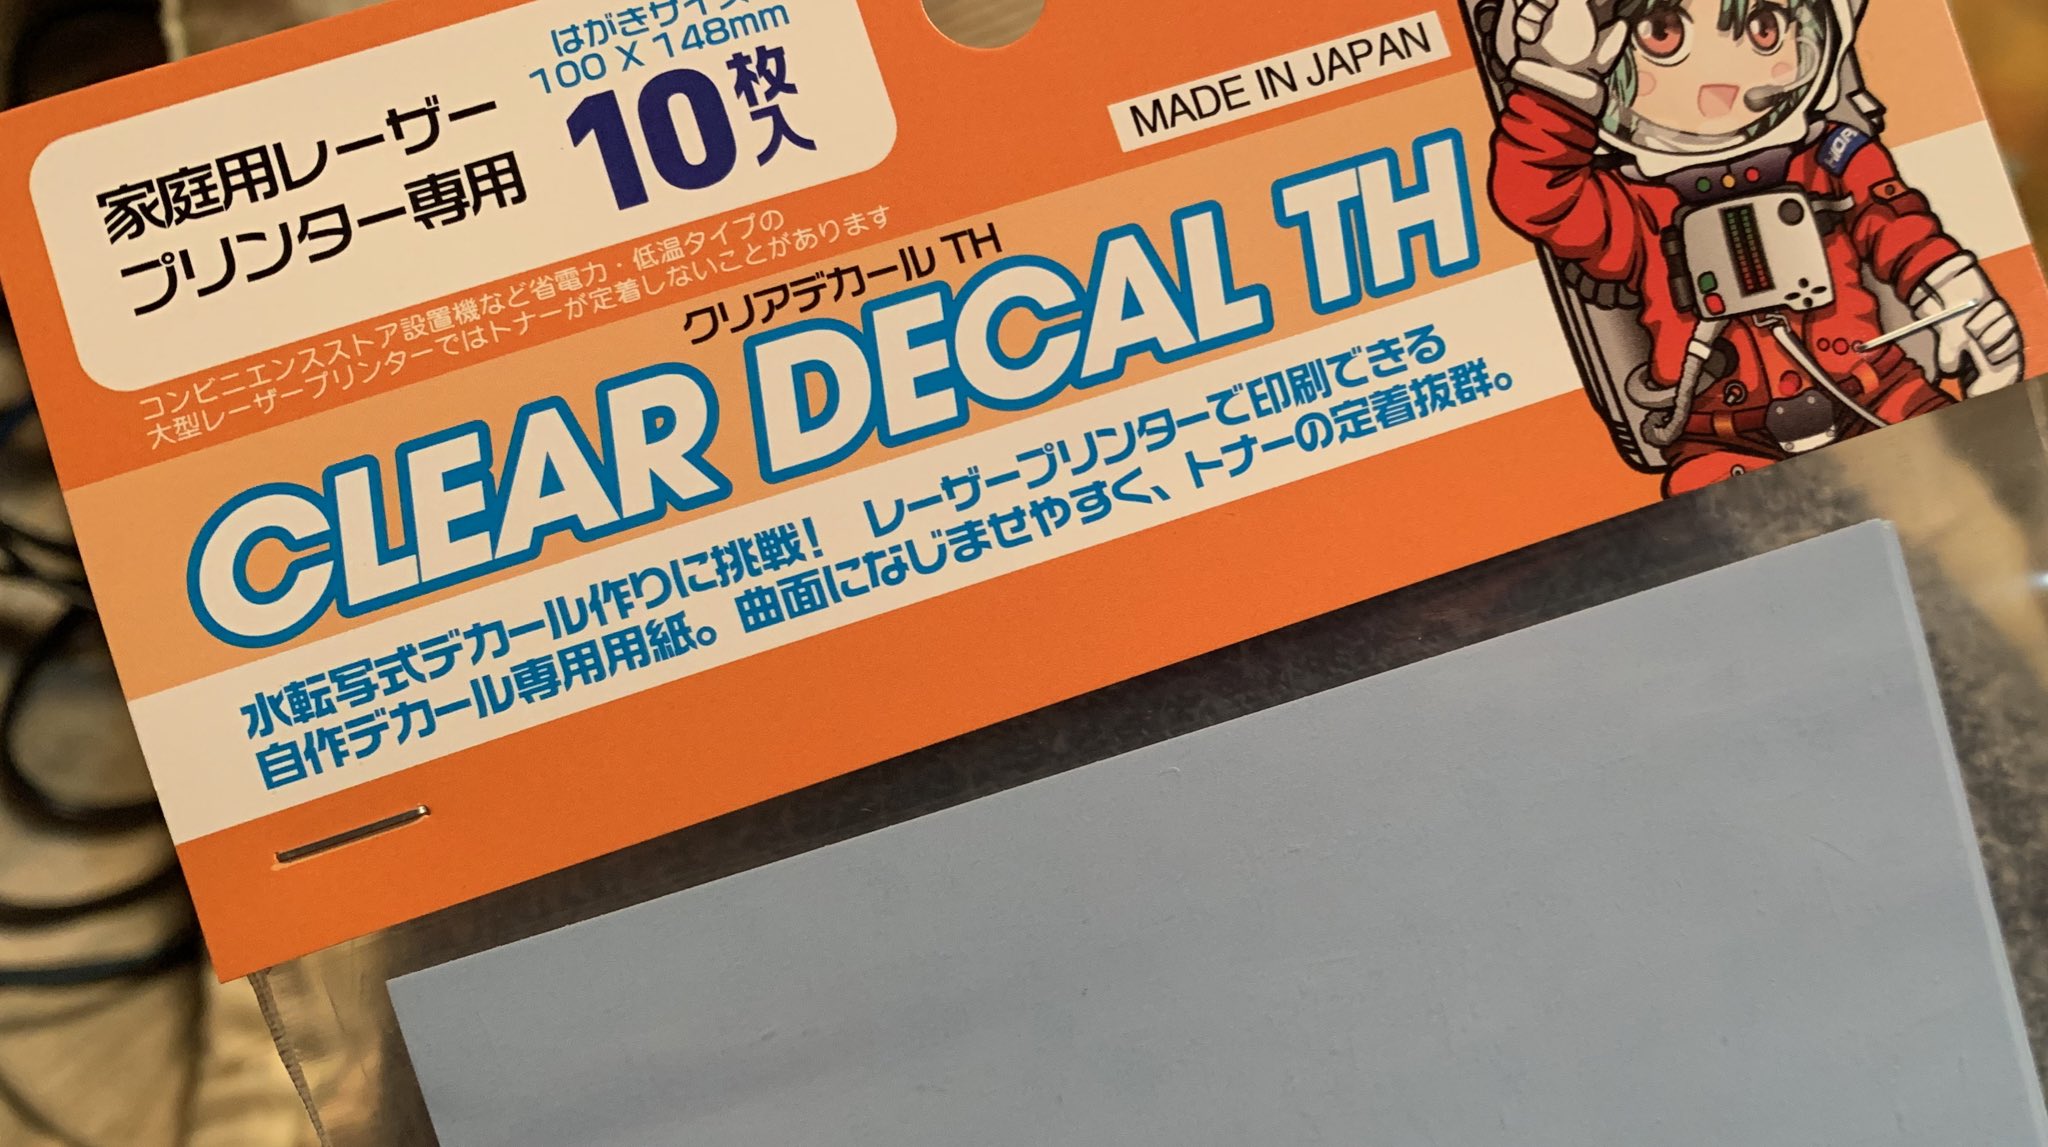 はがきサイズ
100 X 148mm
家庭用レーザー
プリンター専用
10枚入
コンビニエンスストア設置機など省電力・低温タイプの
大型レーザープリンターではトナーが定着しないことがあります
MADE IN JAPAN
クリアデカール TH
CLEAR DECAL TH
水転写式デカール作りに挑戦! レーザープリンターで印刷できる
自作デカール専用用紙。曲面になじませやすく、トナーの定着抜群。